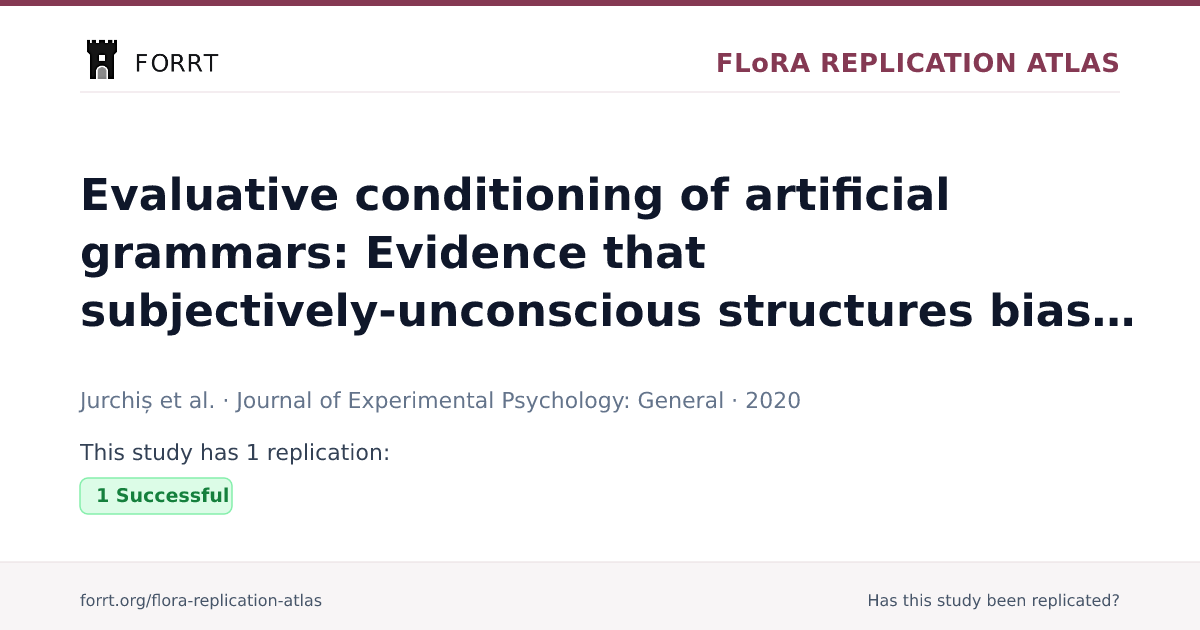 FORRT
FLoRA REPLICATION ATLAS
Evaluative conditioning of artificial
grammars: Evidence that
subjectively-unconscious structures bias…
Jurchiș et al. · Journal of Experimental Psychology: General · 2020
This study has 1 replication:
1 Successful
forrt.org/flora-replication-atlas
Has this study been replicated?